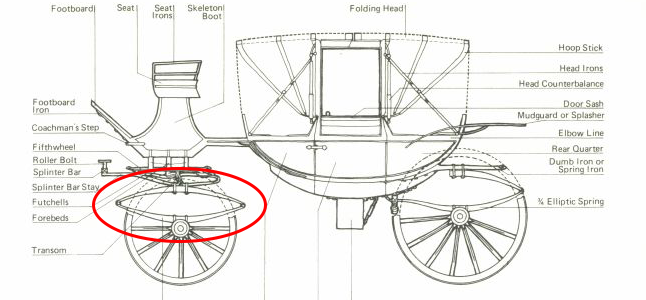 Footboard
Seat
Seat
Irons
Skeleton
Boot
Folding Head
Hoop Stick
Head Irons
Head Counterbalance
Door Sash
Mudguard or Splasher
Elbow Line
Rear Quarter
Dumb Iron or
Spring Iron
¾ Elliptic Spring
Footboard
Iron
Coachman's Step
Fifthwheel
Roller Bolt
Splinter Bar
Splinter Bar Stay
Futchells
Forebeds
Transom